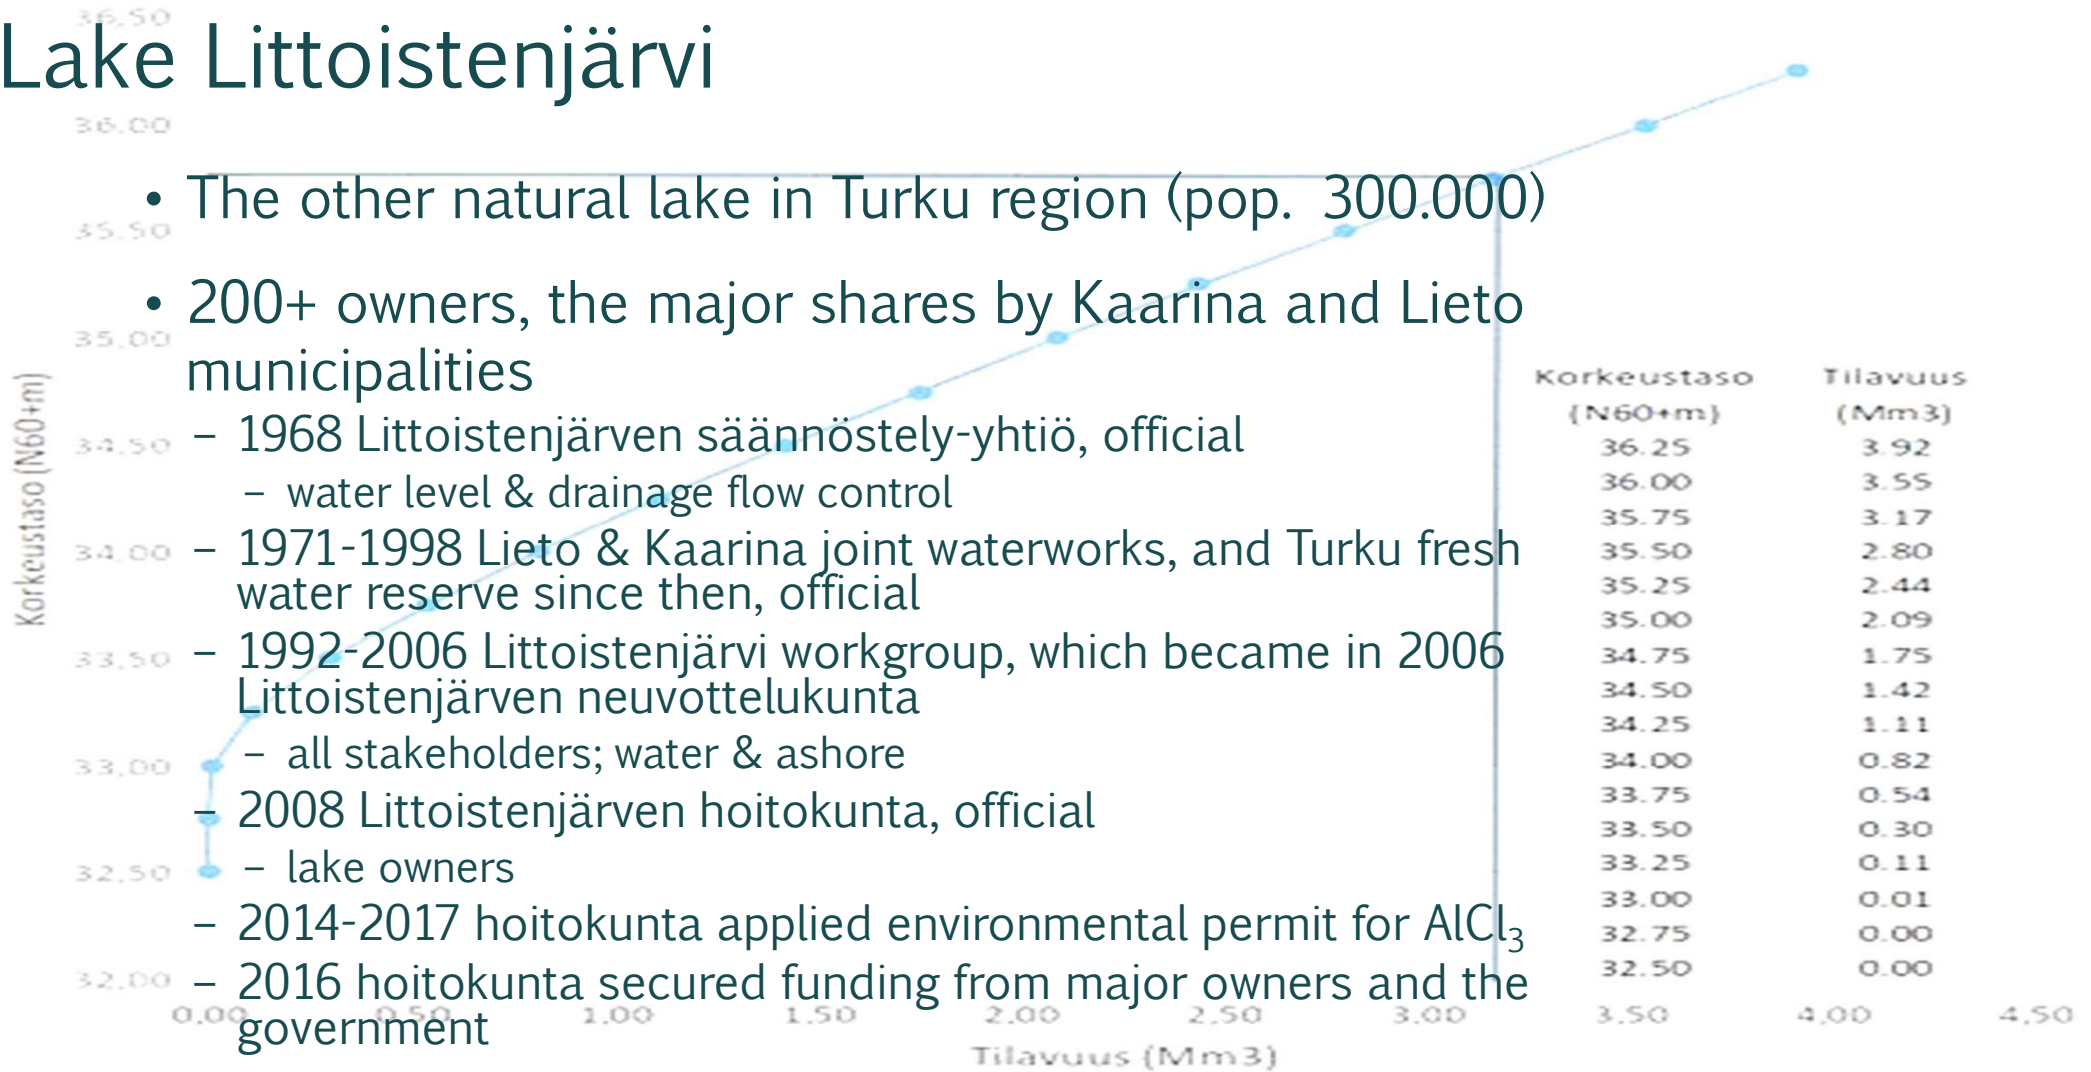 Lake Littoistenjärvi
• The other natural lake in Turku region (pop. 300.000)
• 200+ owners, the major shares by Kaarina and Lieto
municipalities
– 1968 Littoistenjärven säännöstely-yhtiö, official
– water level & drainage flow control
– 1971-1998 Lieto & Kaarina joint waterworks, and Turku fresh
water reserve since then, official
– 1992-2006 Littoistenjärvi workgroup, which became in 2006
Littoistenjärven neuvottelukunta
– all stakeholders; water & ashore
– 2008 Littoistenjärven hoitokunta, official
– lake owners
– 2014-2017 hoitokunta applied environmental permit for AlCl₃
– 2016 hoitokunta secured funding from major owners and the
government
Korkeustaso (N60+m)
36.50
36.00
35.50
35.00
34.50
34.00
33.50
33.00
32.50
32.00
0.00 0.50 1.00 1.50 2.00 2.50 3.00 3.50 4.00 4.50
Tilavuus (Mm3)
Korkeustaso Tilavuus
(N60+m) (Mm3)
36.25 3.92
36.00 3.55
35.75 3.17
35.50 2.80
35.25 2.44
35.00 2.09
34.75 1.75
34.50 1.42
34.25 1.11
34.00 0.82
33.75 0.54
33.50 0.30
33.25 0.11
33.00 0.01
32.75 0.00
32.50 0.00